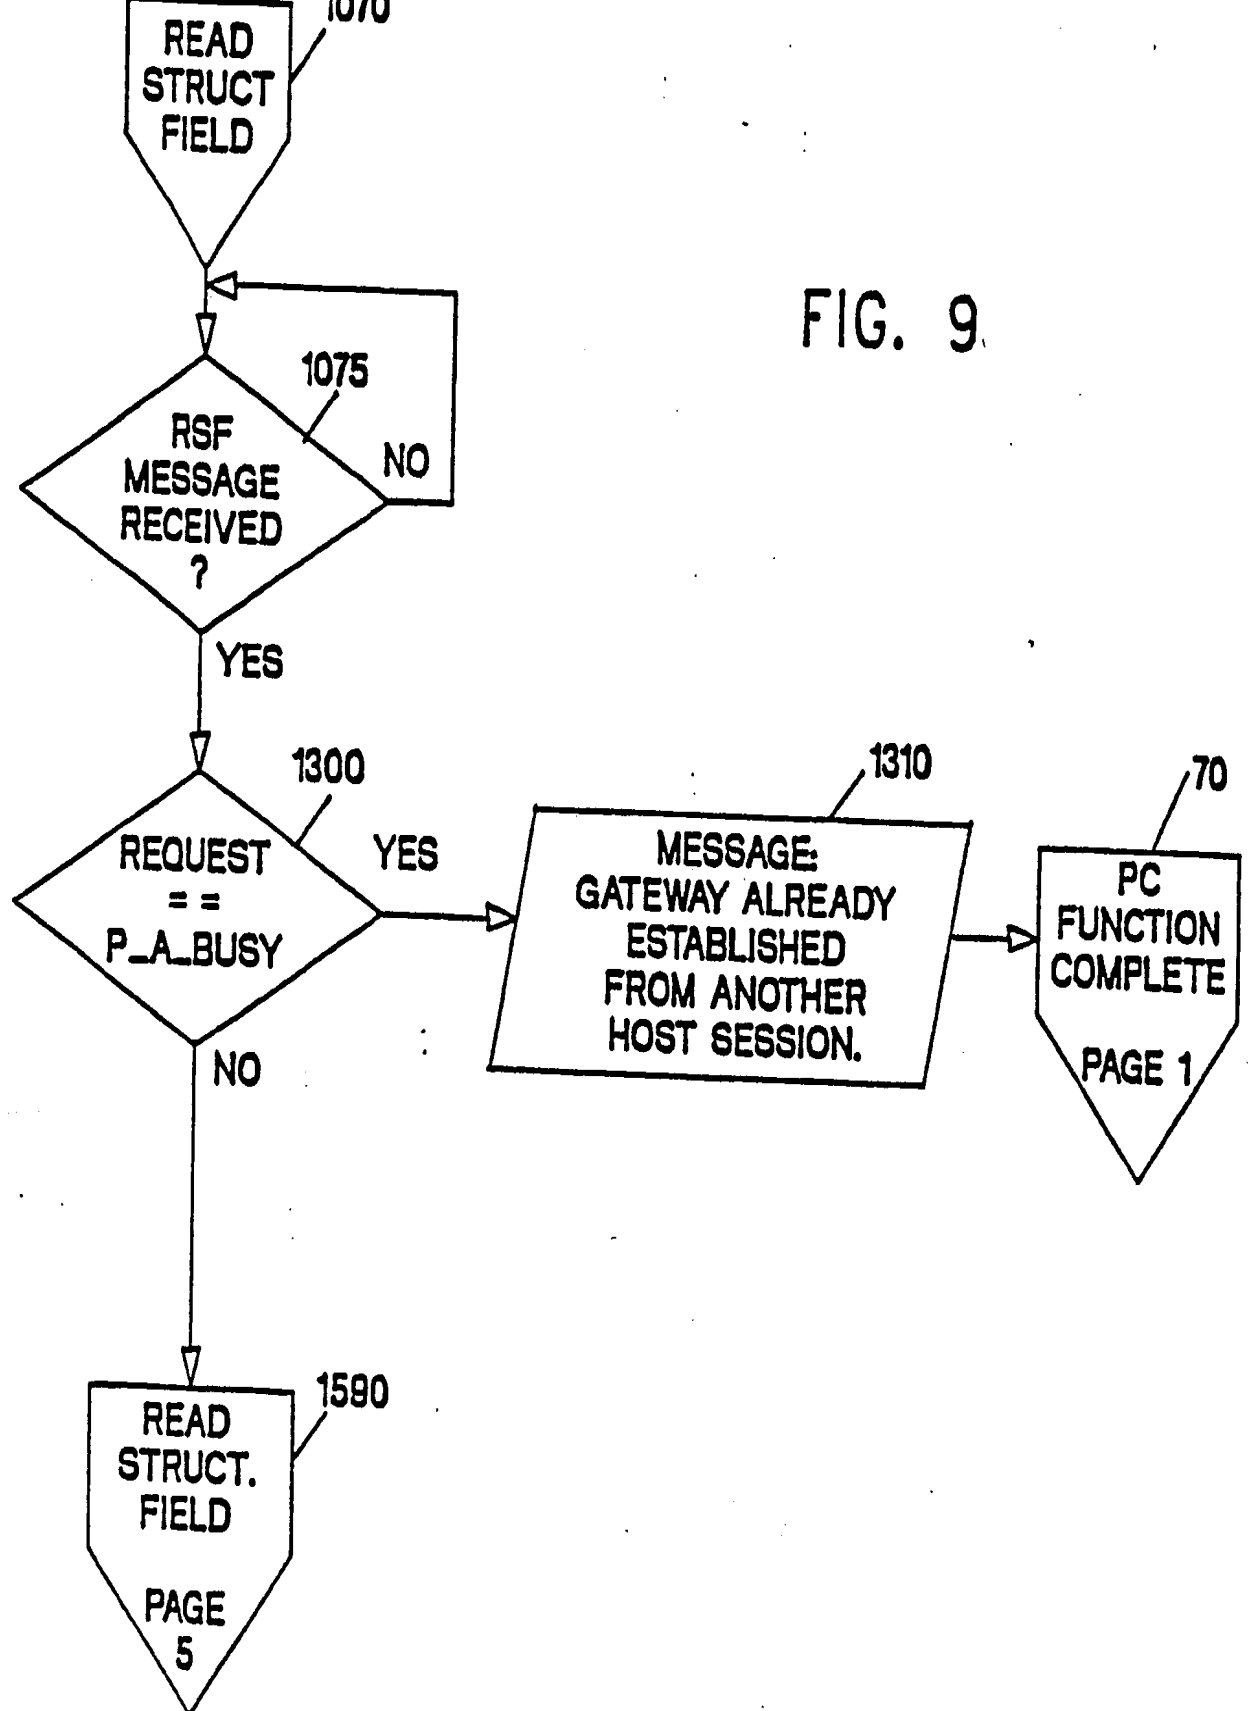 1070
READ
STRUCT
FIELD
FIG. 9
1075
RSF
MESSAGE
RECEIVED
?
NO
YES
1300
REQUEST
= =
P_A_BUSY
YES
NO
1310
MESSAGE:
GATEWAY ALREADY
ESTABLISHED
FROM ANOTHER
HOST SESSION.
70
PC
FUNCTION
COMPLETE
PAGE 1
1590
READ
STRUCT.
FIELD
PAGE
5